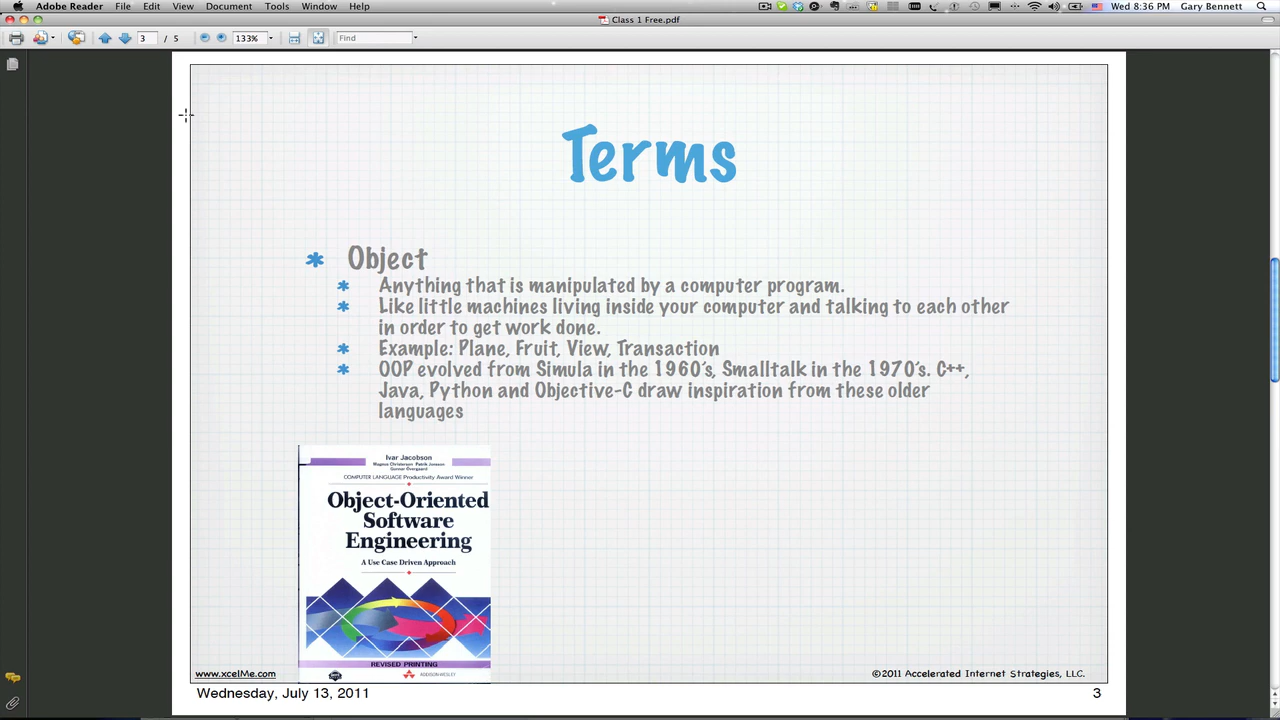 Adobe Reader File Edit View Document Tools Window Help Wed 8:36 PM Gary Bennett
Class 1 Free.pdf
3 / 5 133% Find
Terms
Object
Anything that is manipulated by a computer program.
Like little machines living inside your computer and talking to each other
in order to get work done.
Example: Plane, Fruit, View, Transaction
OOP evolved from Simula in the 1960's, Smalltalk in the 1970's. C++,
Java, Python and Objective-C draw inspiration from these older
languages
Ivar Jacobson
Magnus Christerson Patrik Jonsson
Gunnar Övergaard
COMPUTER LANGUAGE Productivity Award Winner
Object-Oriented
Software
Engineering
A Use Case Driven Approach
REVISED PRINTING
ADDISON-WESLEY
www.xcelMe.com
©2011 Accelerated Internet Strategies, LLC.
Wednesday, July 13, 2011
3